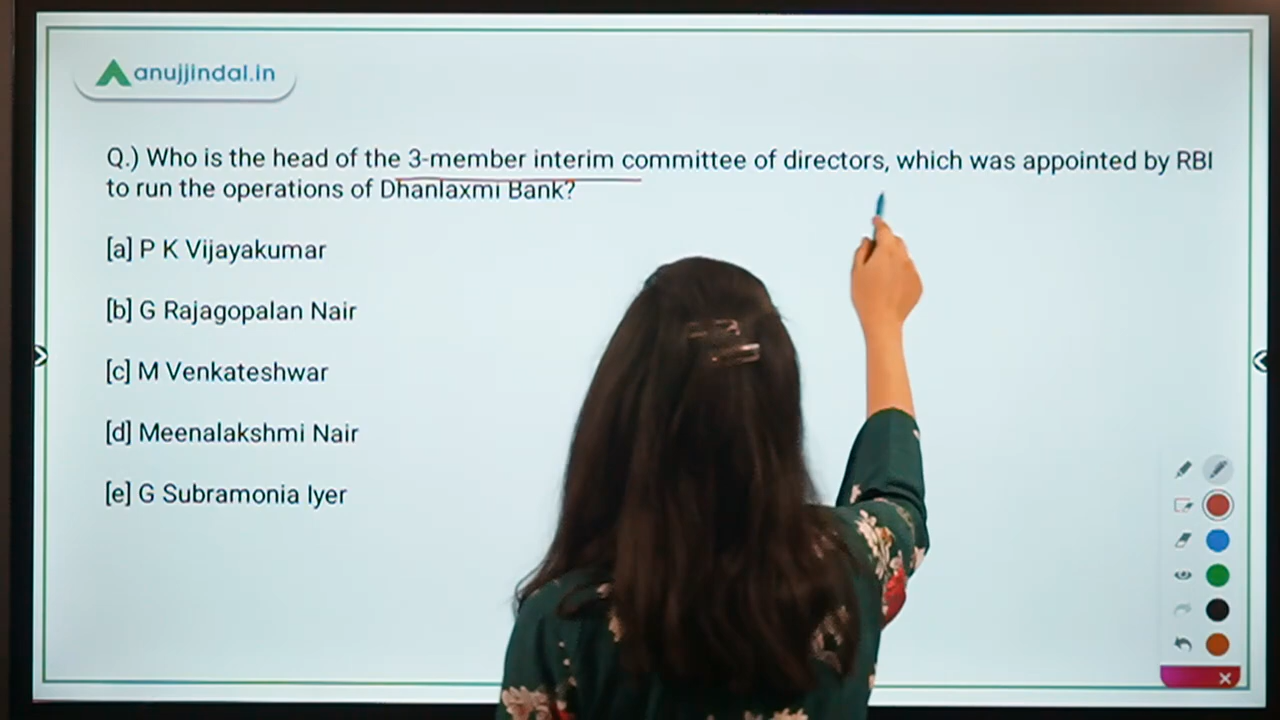 anujjindal.in
Q.) Who is the head of the 3-member interim committee of directors, which was appointed by RBI
to run the operations of Dhanlaxmi Bank?
[a] P K Vijayakumar
[b] G Rajagopalan Nair
[c] M Venkateshwar
[d] Meenalakshmi Nair
[e] G Subramonia Iyer